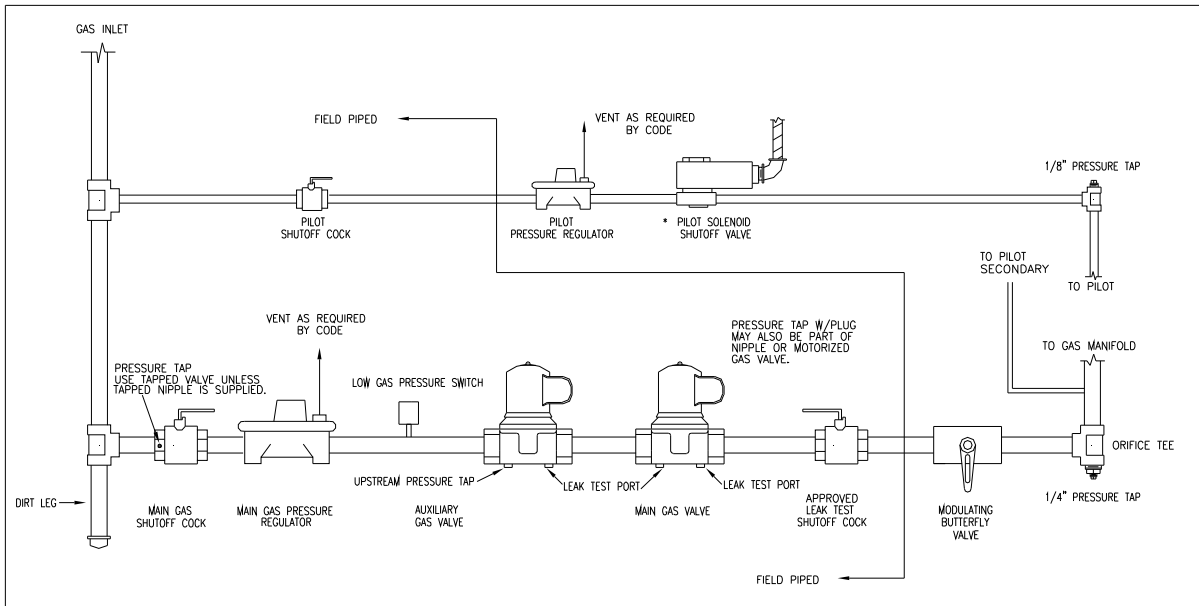 GAS INLET
FIELD PIPED
VENT AS REQUIRED
BY CODE
1/8" PRESSURE TAP
PILOT
SHUTOFF COCK
PILOT
PRESSURE REGULATOR
* PILOT SOLENOID
SHUTOFF VALVE
TO PILOT
SECONDARY
TO PILOT
VENT AS REQUIRED
BY CODE
PRESSURE TAP W/PLUG
MAY ALSO BE PART OF
NIPPLE OR MOTORIZED
GAS VALVE.
TO GAS MANIFOLD
PRESSURE TAP
USE TAPPED VALVE UNLESS
TAPPED NIPPLE IS SUPPLIED.
LOW GAS PRESSURE SWITCH
ORIFICE TEE
UPSTREAM PRESSURE TAP
LEAK TEST PORT
LEAK TEST PORT
1/4" PRESSURE TAP
DIRT LEG
MAIN GAS
SHUTOFF COCK
MAIN GAS PRESSURE
REGULATOR
AUXILIARY
GAS VALVE
MAIN GAS VALVE
APPROVED
LEAK TEST
SHUTOFF COCK
MODULATING
BUTTERFLY
VALVE
FIELD PIPED